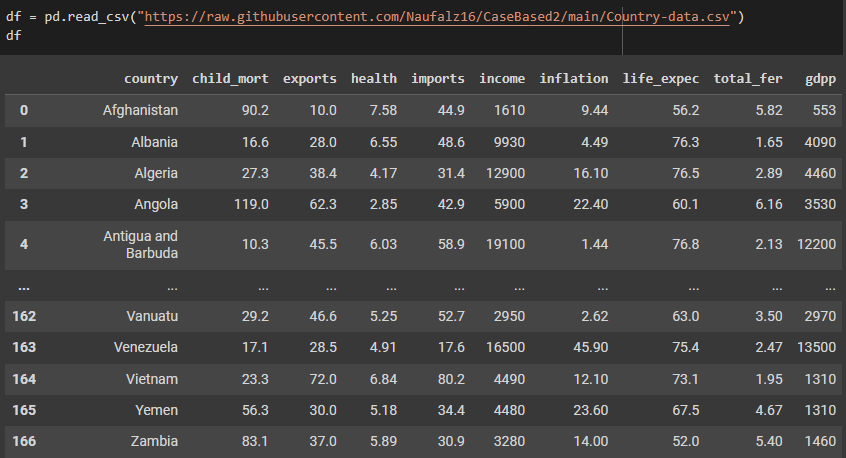 df = pd.read_csv("https://raw.githubusercontent.com/Naufalz16/CaseBased2/main/Country-data.csv")
df
country child_mort exports health imports income inflation life_expec total_fer gdpp
0 Afghanistan 90.2 10.0 7.58 44.9 1610 9.44 56.2 5.82 553
1 Albania 16.6 28.0 6.55 48.6 9930 4.49 76.3 1.65 4090
2 Algeria 27.3 38.4 4.17 31.4 12900 16.10 76.5 2.89 4460
3 Angola 119.0 62.3 2.85 42.9 5900 22.40 60.1 6.16 3530
4 Antigua and
Barbuda 10.3 45.5 6.03 58.9 19100 1.44 76.8 2.13 12200
... ... ... ... ... ... ... ... ... ... ...
162 Vanuatu 29.2 46.6 5.25 52.7 2950 2.62 63.0 3.50 2970
163 Venezuela 17.1 28.5 4.91 17.6 16500 45.90 75.4 2.47 13500
164 Vietnam 23.3 72.0 6.84 80.2 4490 12.10 73.1 1.95 1310
165 Yemen 56.3 30.0 5.18 34.4 4480 23.60 67.5 4.67 1310
166 Zambia 83.1 37.0 5.89 30.9 3280 14.00 52.0 5.40 1460